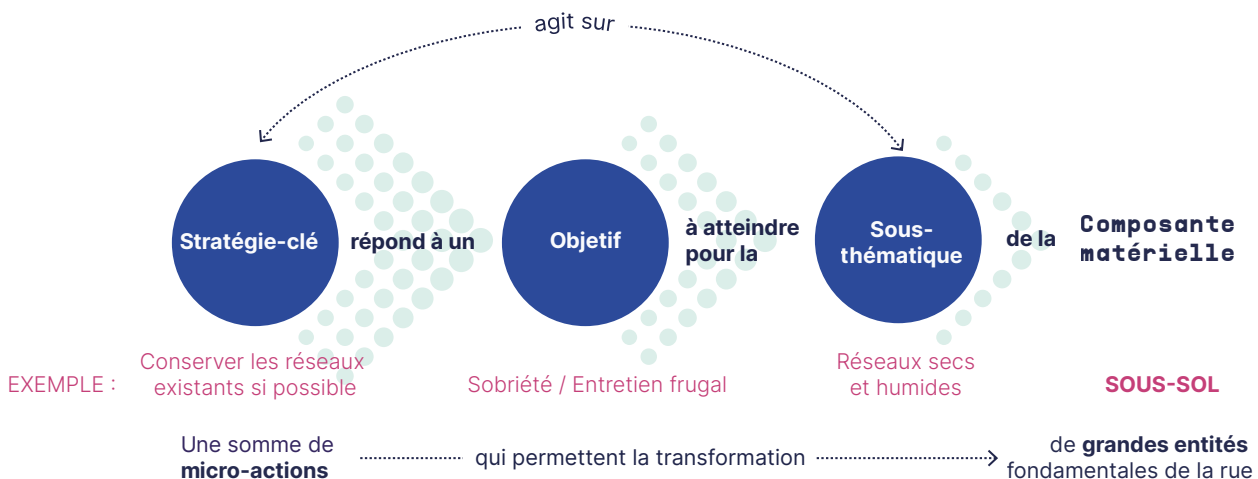 agit sur
Stratégie-clé
répond à un
Objetif
à atteindre
pour la
Sous-
thématique
de la
Composante
matérielle
EXEMPLE :
Conserver les réseaux
existants si possible
Sobriété / Entretien frugal
Réseaux secs
et humides
SOUS-SOL
Une somme de
micro-actions
qui permettent la transformation
de grandes entités
fondamentales de la rue